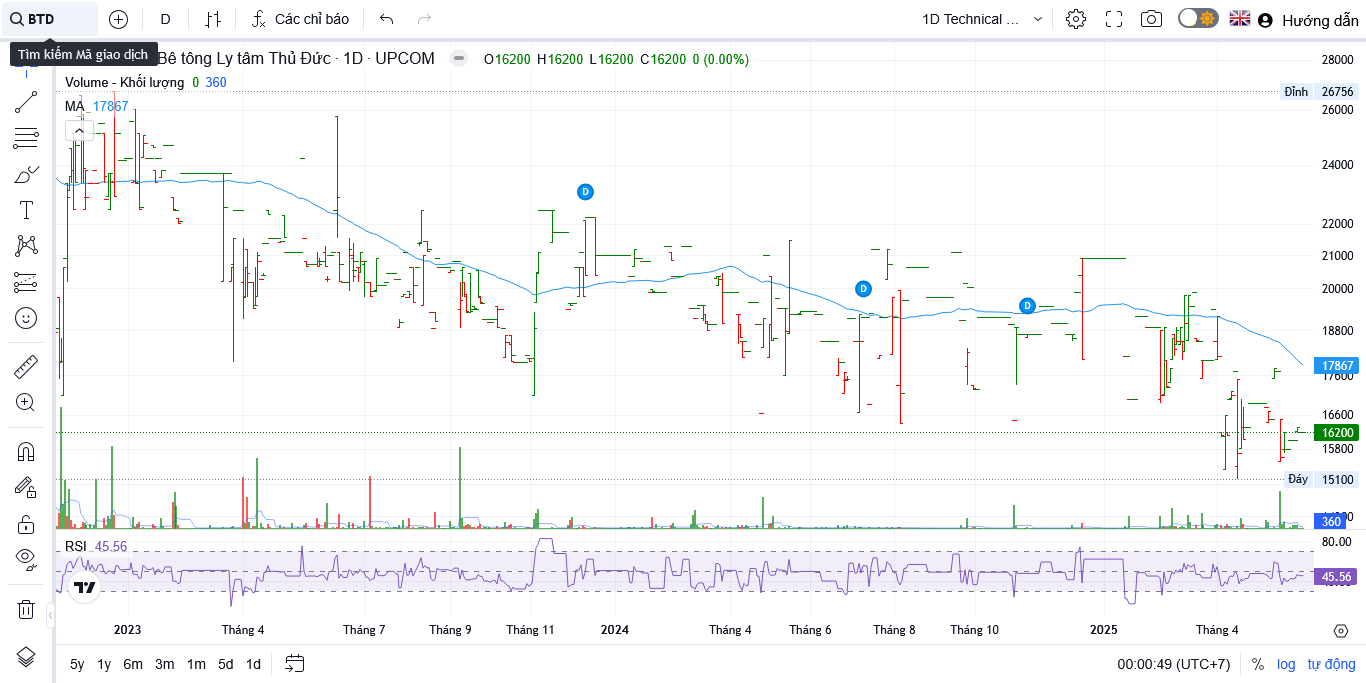 BTD
D
Các chỉ báo
1D Technical ...
Hướng dẫn
Tìm kiếm Mã giao dịch
Bê tông Ly tâm Thủ Đức · 1D · UPCOM
O16200 H16200 L16200 C16200 0 (0.00%)
Volume - Khối lượng 0 360
MA 17867
28000
Đỉnh 26756
26000
24000
D
22000
21000
D
20000
D
18800
17867
17600
16600
16200
15800
Đáy 15100
360
RSI 45.56
80.00
45.56
2023
Tháng 4
Tháng 7
Tháng 9
Tháng 11
2024
Tháng 4
Tháng 6
Tháng 8
Tháng 10
2025
Tháng 4
5y 1y 6m 3m 1m 5d 1d
00:00:49 (UTC+7)
% log tự động